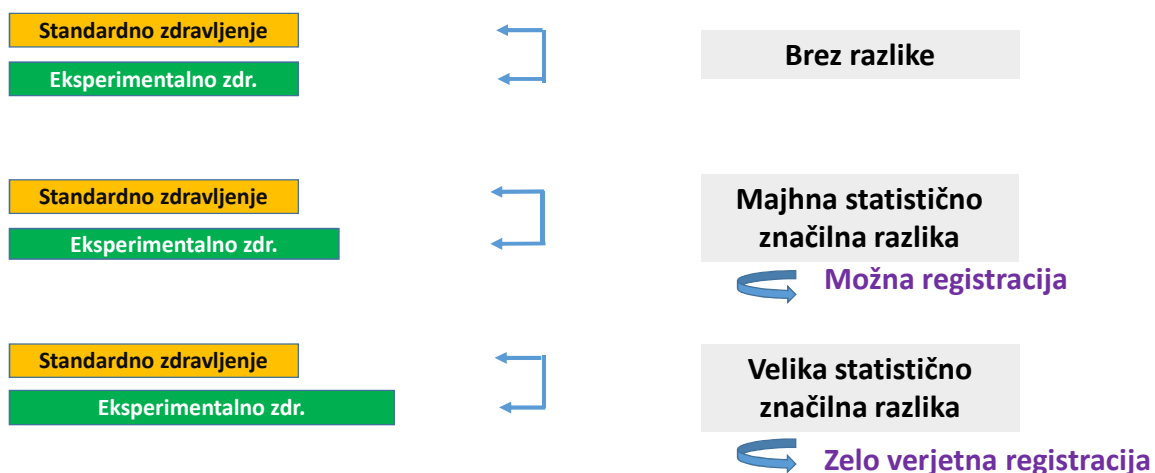 Standardno zdravljenje
Eksperimentalno zdr.
Brez razlike
Standardno zdravljenje
Eksperimentalno zdr.
Majhna statistično
značilna razlika
Možna registracija
Standardno zdravljenje
Eksperimentalno zdr.
Velika statistično
značilna razlika
Zelo verjetna registracija